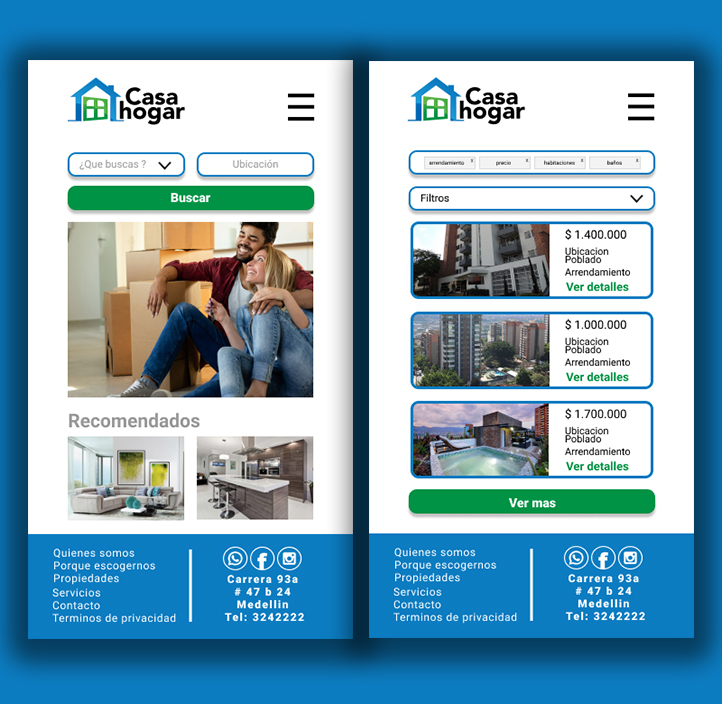 Casa
hogar
¿Que buscas ?
Ubicación
Buscar
Recomendados
Quienes somos
Porque escogernos
Propiedades
Servicios
Contacto
Terminos de privacidad
Carrera 93a
# 47 b 24
Medellin
Tel: 3242222
Casa
hogar
arrendamiento x
precio x
habitaciones x
baños x
Filtros
$ 1.400.000
Ubicacion
Poblado
Arrendamiento
Ver detalles
$ 1.000.000
Ubicacion
Poblado
Arrendamiento
Ver detalles
$ 1.700.000
Ubicacion
Poblado
Arrendamiento
Ver detalles
Ver mas
Quienes somos
Porque escogernos
Propiedades
Servicios
Contacto
Terminos de privacidad
Carrera 93a
# 47 b 24
Medellin
Tel: 3242222